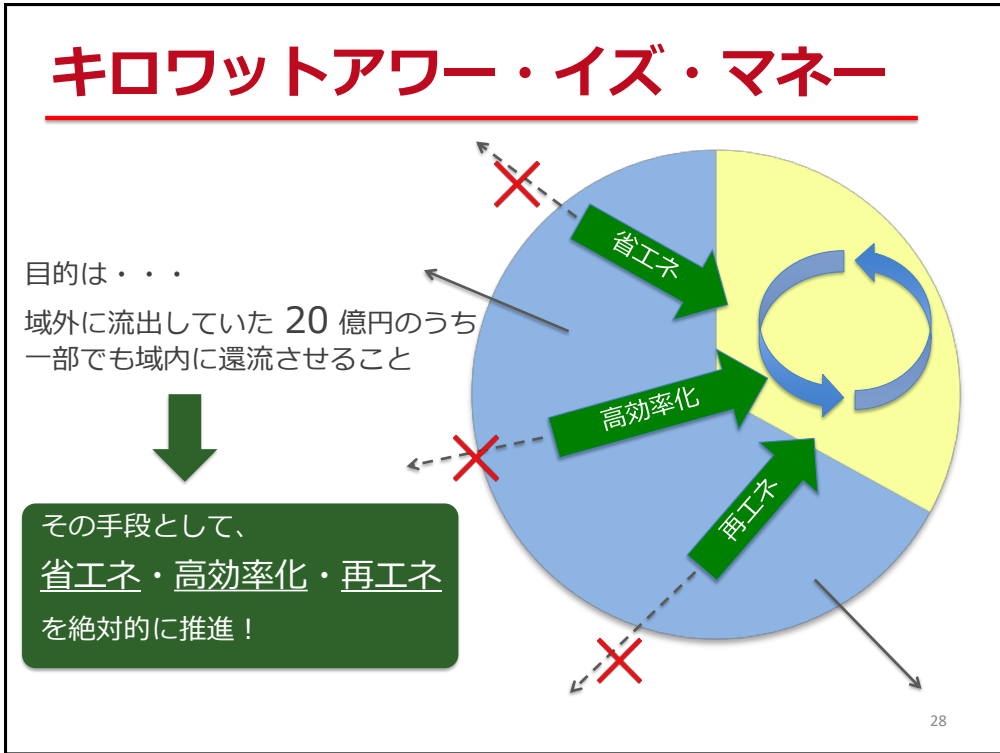 キロワットアワー・イズ・マネー
目的は・・・
域外に流出していた 20 億円のうち
一部でも域内に還流させること
その手段として、
省エネ・高効率化・再エネ
を絶対的に推進！
省エネ
高効率化
再エネ
28